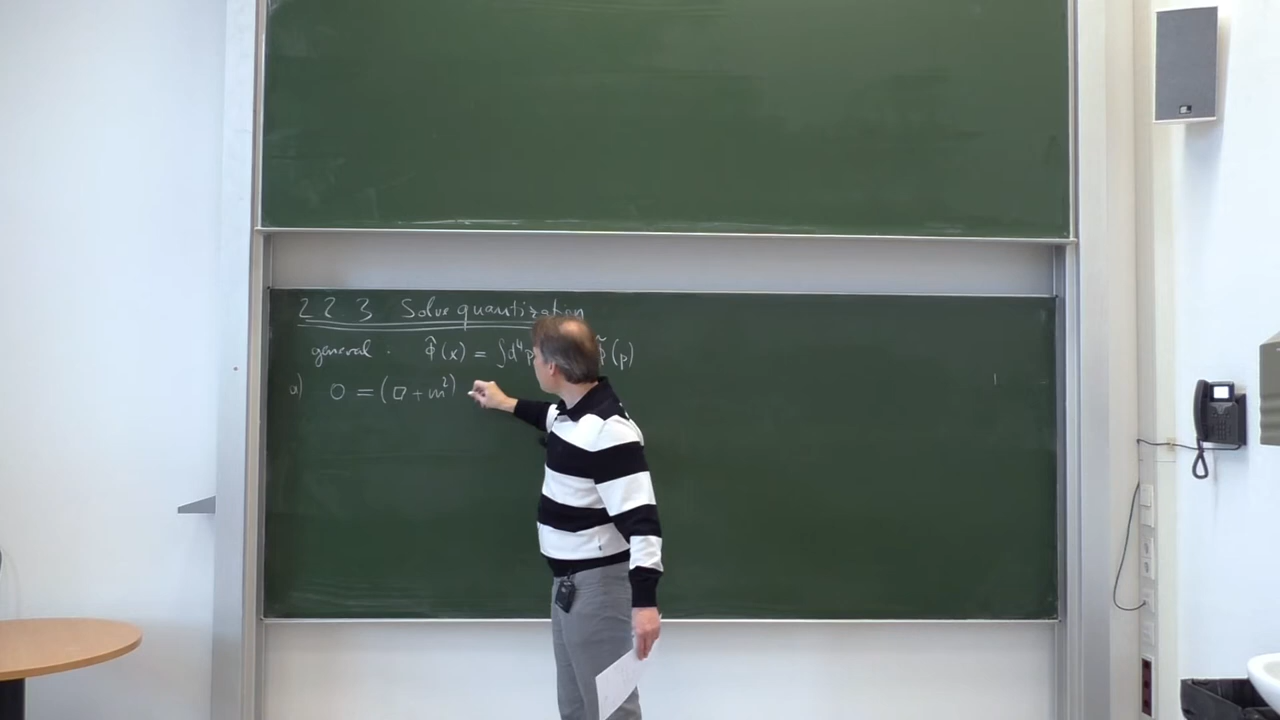 2 2 3 Solve quantization
general. Φ̂(x) = ∫d⁴p φ̃(p)
a) 0 = (□ + m²)